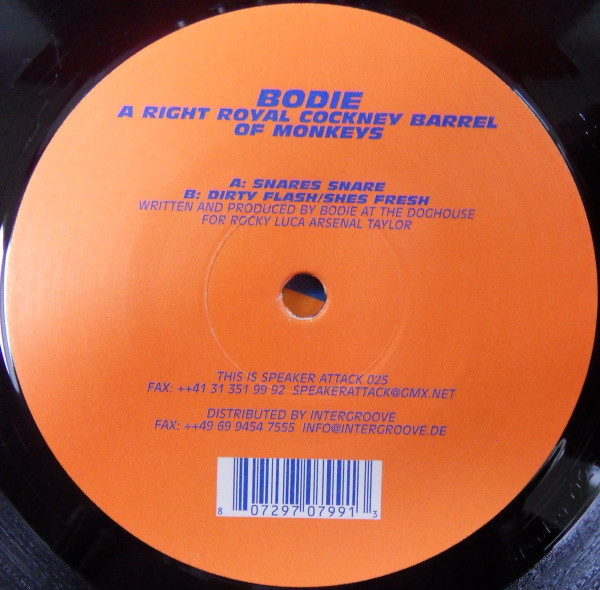 BODIE
A RIGHT ROYAL COCKNEY BARREL
OF MONKEYS
A: SNARES SNARE
B: DIRTY FLASH/SHES FRESH
WRITTEN AND PRODUCED BY BODIE AT THE DOGHOUSE
FOR ROCKY LUCA ARSENAL TAYLOR
THIS IS SPEAKER ATTACK 025
FAX: ++41 31 351 99 92 SPEAKERATTACK@GMX.NET
DISTRIBUTED BY INTERGROOVE
FAX: ++49 69 9454 7555 INFO@INTERGROOVE.DE
8 07297 07991 3